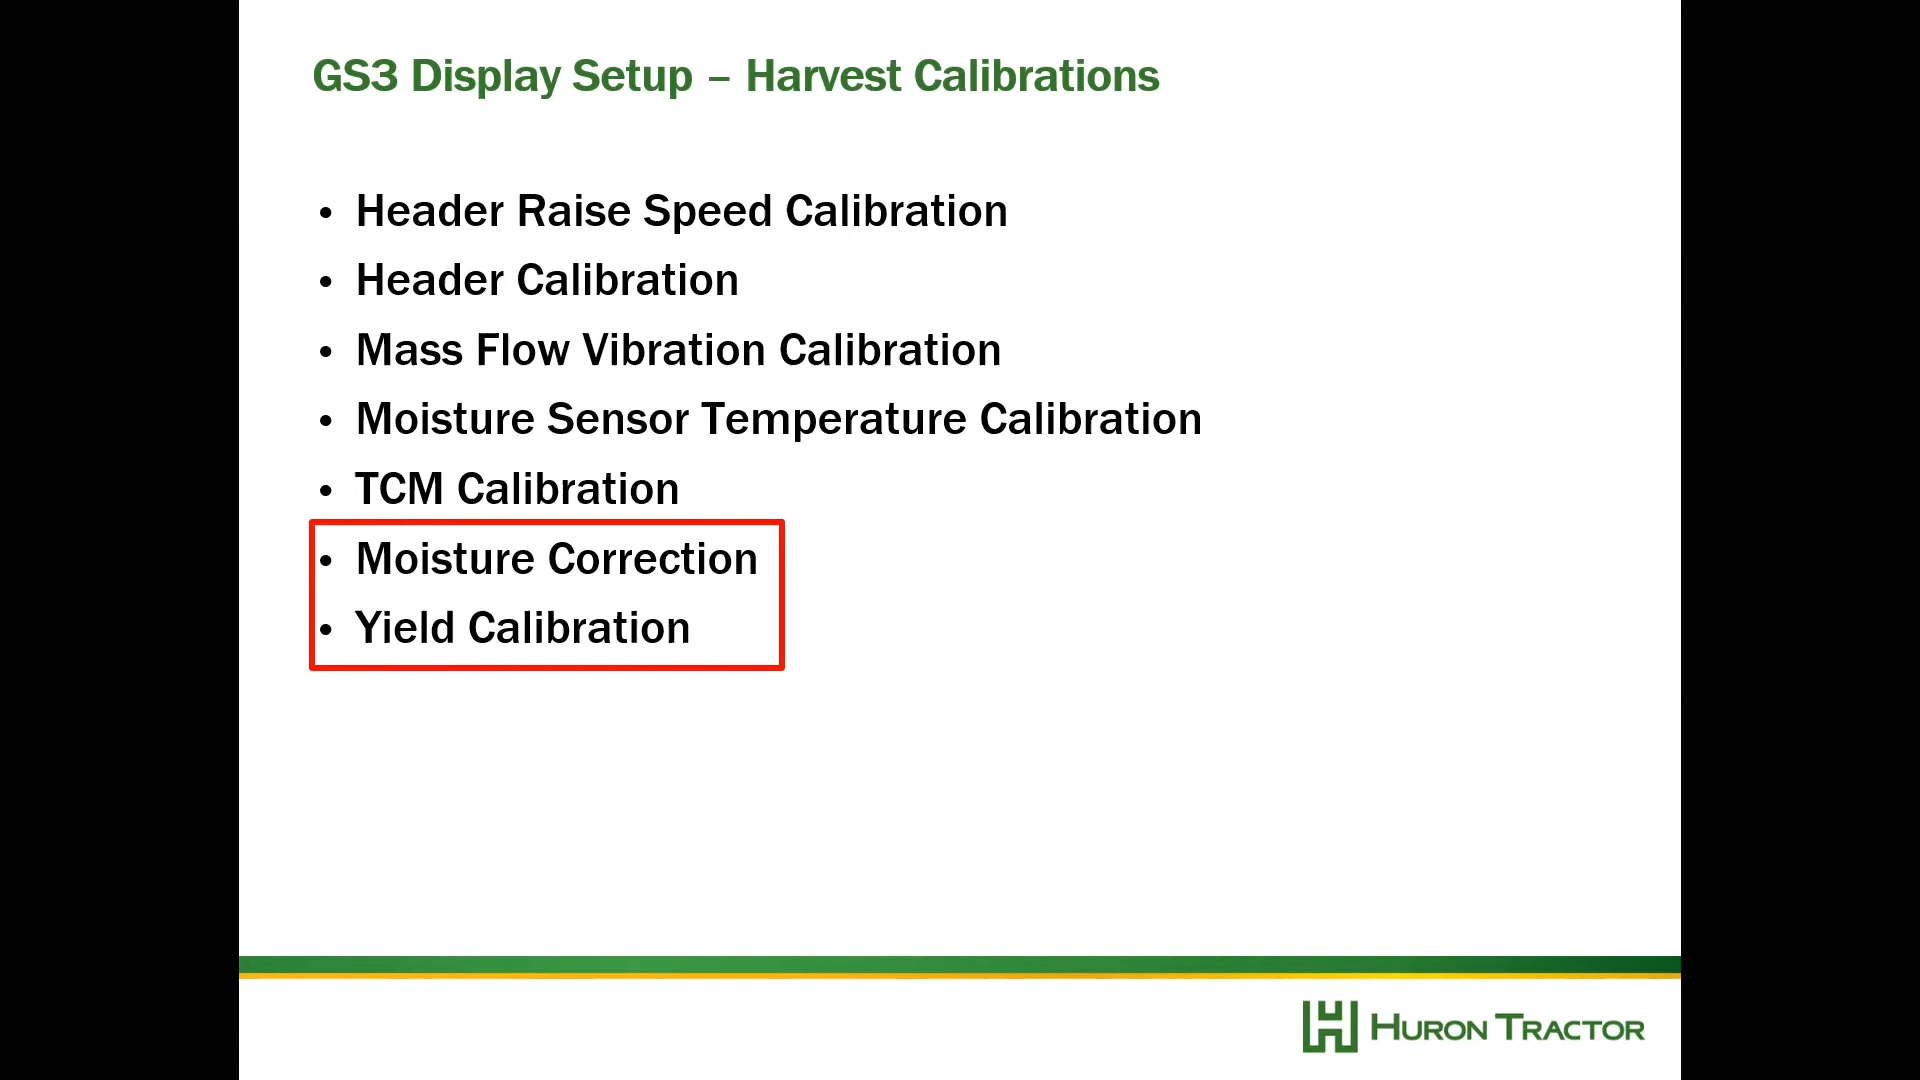 GS3 Display Setup – Harvest Calibrations
• Header Raise Speed Calibration
• Header Calibration
• Mass Flow Vibration Calibration
• Moisture Sensor Temperature Calibration
• TCM Calibration
• Moisture Correction
• Yield Calibration
HURON TRACTOR